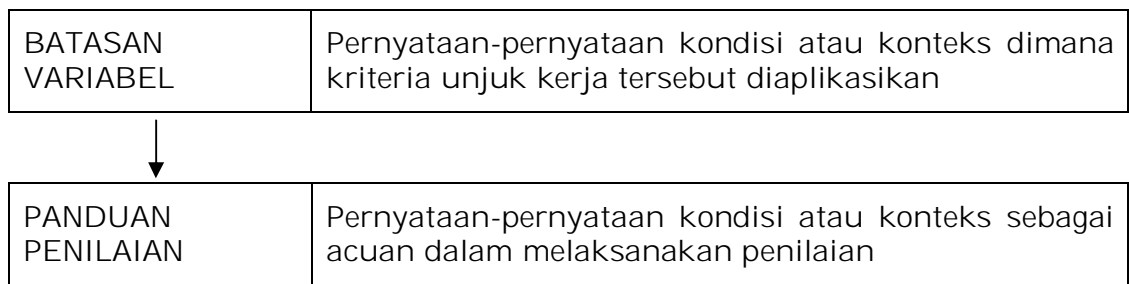 BATASAN
VARIABEL
Pernyataan-pernyataan kondisi atau konteks dimana
kriteria unjuk kerja tersebut diaplikasikan
PANDUAN
PENILAIAN
Pernyataan-pernyataan kondisi atau konteks sebagai
acuan dalam melaksanakan penilaian